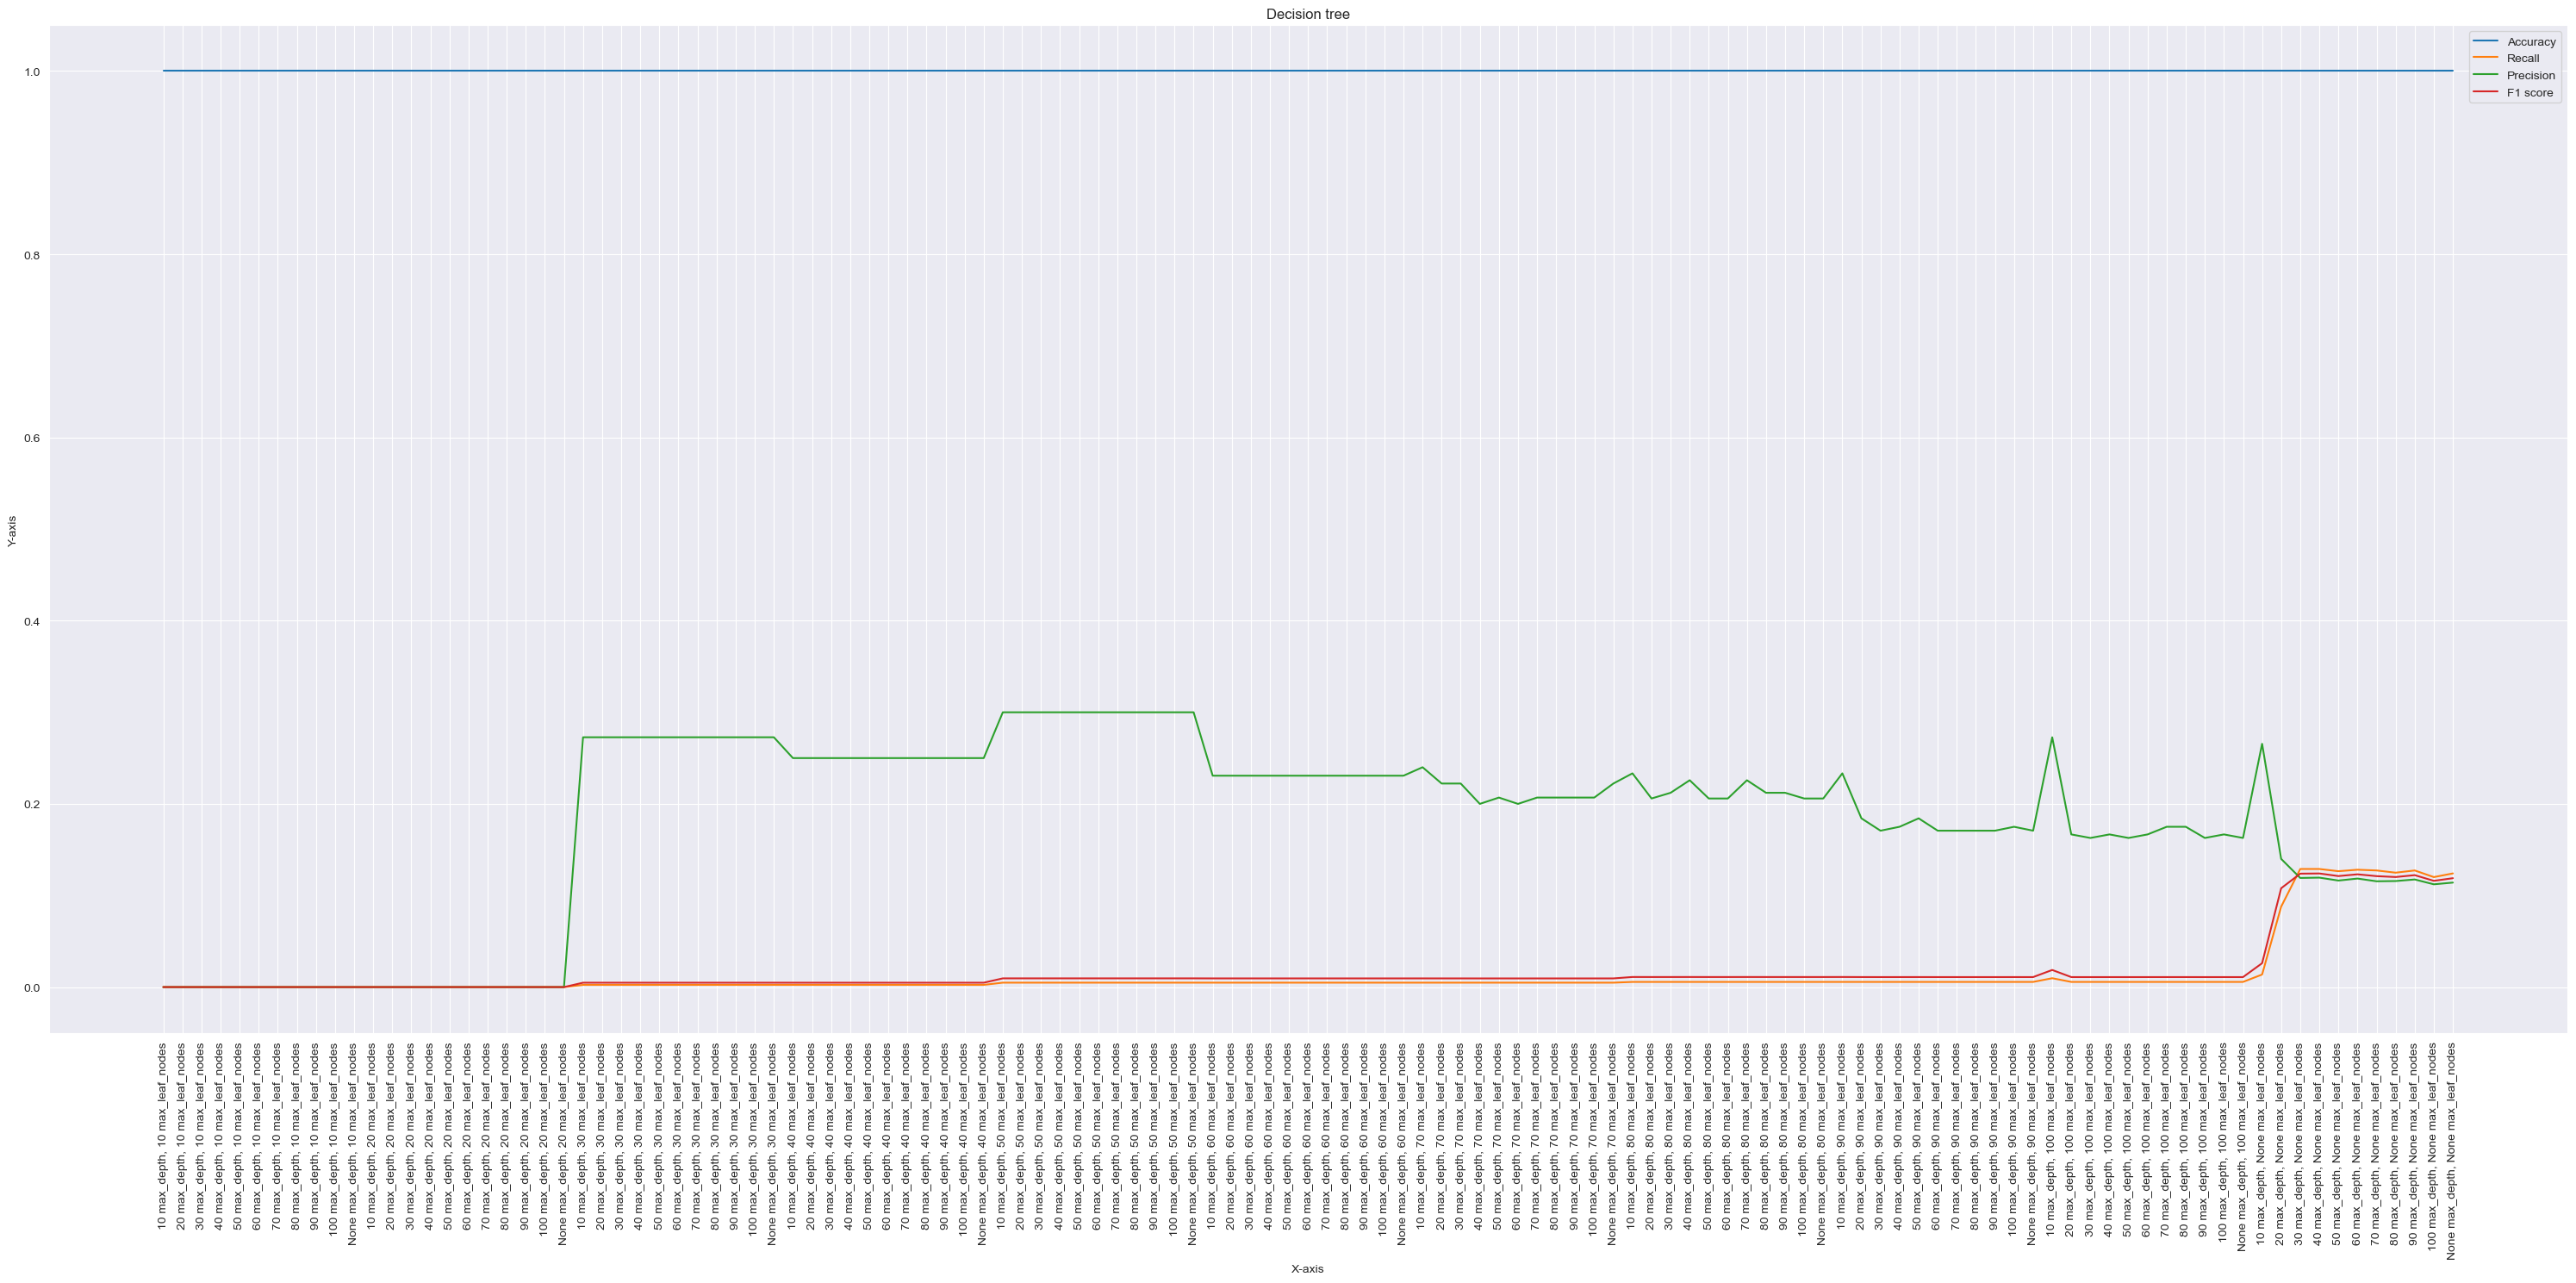 Decision tree
Accuracy
Recall
Precision
F1 score
Y-axis
1.0
0.8
0.6
0.4
0.2
0.0
10 max_depth, 10 max_leaf_nodes
20 max_depth, 10 max_leaf_nodes
30 max_depth, 10 max_leaf_nodes
40 max_depth, 10 max_leaf_nodes
50 max_depth, 10 max_leaf_nodes
60 max_depth, 10 max_leaf_nodes
70 max_depth, 10 max_leaf_nodes
80 max_depth, 10 max_leaf_nodes
90 max_depth, 10 max_leaf_nodes
100 max_depth, 10 max_leaf_nodes
None max_depth, 10 max_leaf_nodes
10 max_depth, 20 max_leaf_nodes
20 max_depth, 20 max_leaf_nodes
30 max_depth, 20 max_leaf_nodes
40 max_depth, 20 max_leaf_nodes
50 max_depth, 20 max_leaf_nodes
60 max_depth, 20 max_leaf_nodes
70 max_depth, 20 max_leaf_nodes
80 max_depth, 20 max_leaf_nodes
90 max_depth, 20 max_leaf_nodes
100 max_depth, 20 max_leaf_nodes
None max_depth, 20 max_leaf_nodes
10 max_depth, 30 max_leaf_nodes
20 max_depth, 30 max_leaf_nodes
30 max_depth, 30 max_leaf_nodes
40 max_depth, 30 max_leaf_nodes
50 max_depth, 30 max_leaf_nodes
60 max_depth, 30 max_leaf_nodes
70 max_depth, 30 max_leaf_nodes
80 max_depth, 30 max_leaf_nodes
90 max_depth, 30 max_leaf_nodes
100 max_depth, 30 max_leaf_nodes
None max_depth, 30 max_leaf_nodes
10 max_depth, 40 max_leaf_nodes
20 max_depth, 40 max_leaf_nodes
30 max_depth, 40 max_leaf_nodes
40 max_depth, 40 max_leaf_nodes
50 max_depth, 40 max_leaf_nodes
60 max_depth, 40 max_leaf_nodes
70 max_depth, 40 max_leaf_nodes
80 max_depth, 40 max_leaf_nodes
90 max_depth, 40 max_leaf_nodes
100 max_depth, 40 max_leaf_nodes
None max_depth, 40 max_leaf_nodes
10 max_depth, 50 max_leaf_nodes
20 max_depth, 50 max_leaf_nodes
30 max_depth, 50 max_leaf_nodes
40 max_depth, 50 max_leaf_nodes
50 max_depth, 50 max_leaf_nodes
60 max_depth, 50 max_leaf_nodes
70 max_depth, 50 max_leaf_nodes
80 max_depth, 50 max_leaf_nodes
90 max_depth, 50 max_leaf_nodes
100 max_depth, 50 max_leaf_nodes
None max_depth, 50 max_leaf_nodes
10 max_depth, 60 max_leaf_nodes
20 max_depth, 60 max_leaf_nodes
30 max_depth, 60 max_leaf_nodes
40 max_depth, 60 max_leaf_nodes
50 max_depth, 60 max_leaf_nodes
60 max_depth, 60 max_leaf_nodes
70 max_depth, 60 max_leaf_nodes
80 max_depth, 60 max_leaf_nodes
90 max_depth, 60 max_leaf_nodes
100 max_depth, 60 max_leaf_nodes
None max_depth, 60 max_leaf_nodes
10 max_depth, 70 max_leaf_nodes
20 max_depth, 70 max_leaf_nodes
30 max_depth, 70 max_leaf_nodes
40 max_depth, 70 max_leaf_nodes
50 max_depth, 70 max_leaf_nodes
60 max_depth, 70 max_leaf_nodes
70 max_depth, 70 max_leaf_nodes
80 max_depth, 70 max_leaf_nodes
90 max_depth, 70 max_leaf_nodes
100 max_depth, 70 max_leaf_nodes
None max_depth, 70 max_leaf_nodes
10 max_depth, 80 max_leaf_nodes
20 max_depth, 80 max_leaf_nodes
30 max_depth, 80 max_leaf_nodes
40 max_depth, 80 max_leaf_nodes
50 max_depth, 80 max_leaf_nodes
60 max_depth, 80 max_leaf_nodes
70 max_depth, 80 max_leaf_nodes
80 max_depth, 80 max_leaf_nodes
90 max_depth, 80 max_leaf_nodes
100 max_depth, 80 max_leaf_nodes
None max_depth, 80 max_leaf_nodes
10 max_depth, 90 max_leaf_nodes
20 max_depth, 90 max_leaf_nodes
30 max_depth, 90 max_leaf_nodes
40 max_depth, 90 max_leaf_nodes
50 max_depth, 90 max_leaf_nodes
60 max_depth, 90 max_leaf_nodes
70 max_depth, 90 max_leaf_nodes
80 max_depth, 90 max_leaf_nodes
90 max_depth, 90 max_leaf_nodes
100 max_depth, 90 max_leaf_nodes
None max_depth, 90 max_leaf_nodes
10 max_depth, 100 max_leaf_nodes
20 max_depth, 100 max_leaf_nodes
30 max_depth, 100 max_leaf_nodes
40 max_depth, 100 max_leaf_nodes
50 max_depth, 100 max_leaf_nodes
60 max_depth, 100 max_leaf_nodes
70 max_depth, 100 max_leaf_nodes
80 max_depth, 100 max_leaf_nodes
90 max_depth, 100 max_leaf_nodes
100 max_depth, 100 max_leaf_nodes
None max_depth, 100 max_leaf_nodes
10 max_depth, None max_leaf_nodes
20 max_depth, None max_leaf_nodes
30 max_depth, None max_leaf_nodes
40 max_depth, None max_leaf_nodes
50 max_depth, None max_leaf_nodes
60 max_depth, None max_leaf_nodes
70 max_depth, None max_leaf_nodes
80 max_depth, None max_leaf_nodes
90 max_depth, None max_leaf_nodes
100 max_depth, None max_leaf_nodes
None max_depth, None max_leaf_nodes
X-axis